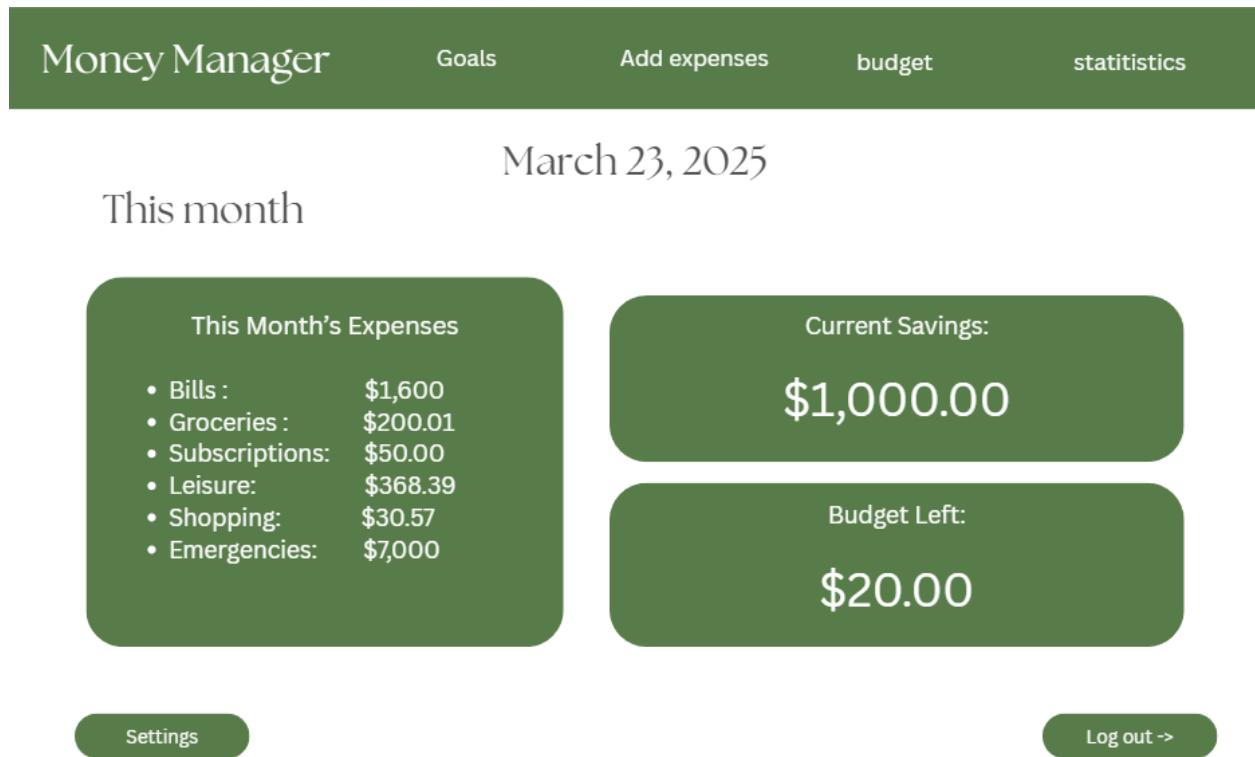 Money Manager Goals Add expenses budget statitistics
March 23, 2025
This month
This Month’s Expenses
• Bills : $1,600
• Groceries : $200.01
• Subscriptions: $50.00
• Leisure: $368.39
• Shopping: $30.57
• Emergencies: $7,000
Current Savings:
$1,000.00
Budget Left:
$20.00
Settings Log out ->